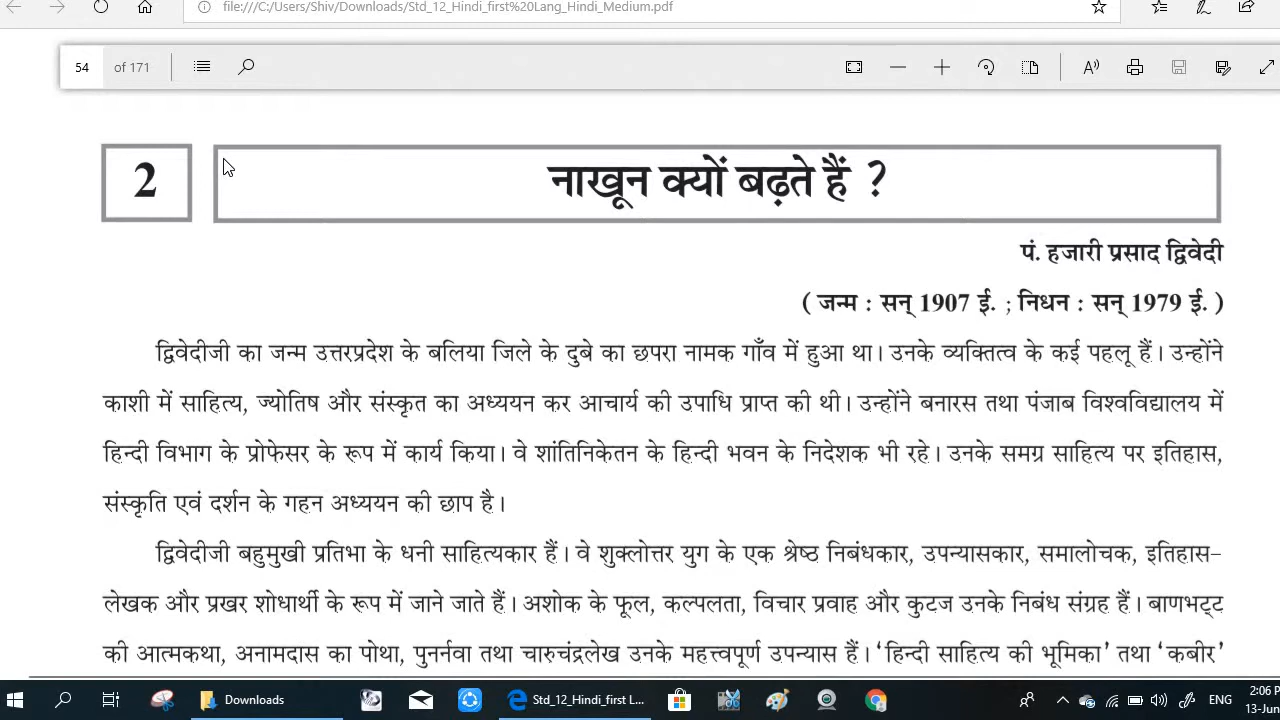 file:///C:/Users/Shiv/Downloads/Std_12_Hindi_first%20Lang_Hindi_Medium.pdf
54 of 171
2
नाखून क्यों बढ़ते हैं ?
पं. हजारी प्रसाद द्विवेदी
( जन्म : सन् 1907 ई. ; निधन : सन् 1979 ई. )
द्विवेदीजी का जन्म उत्तरप्रदेश के बलिया जिले के दुबे का छपरा नामक गाँव में हुआ था। उनके व्यक्तित्व के कई पहलू हैं। उन्होंने
काशी में साहित्य, ज्योतिष और संस्कृत का अध्ययन कर आचार्य की उपाधि प्राप्त की थी। उन्होंने बनारस तथा पंजाब विश्वविद्यालय में
हिन्दी विभाग के प्रोफेसर के रूप में कार्य किया। वे शांतिनिकेतन के हिन्दी भवन के निदेशक भी रहे। उनके समग्र साहित्य पर इतिहास,
संस्कृति एवं दर्शन के गहन अध्ययन की छाप है।
द्विवेदीजी बहुमुखी प्रतिभा के धनी साहित्यकार हैं। वे शुक्लोत्तर युग के एक श्रेष्ठ निबंधकार, उपन्यासकार, समालोचक, इतिहास–
लेखक और प्रखर शोधार्थी के रूप में जाने जाते हैं। अशोक के फूल, कल्पलता, विचार प्रवाह और कुटज उनके निबंध संग्रह हैं। बाणभट्ट
की आत्मकथा, अनामदास का पोथा, पुनर्नवा तथा चारुचंद्रलेख उनके महत्त्वपूर्ण उपन्यास हैं। 'हिन्दी साहित्य की भूमिका' तथा 'कबीर'
Downloads
Std_12_Hindi_first L...
ENG
2:06 P
13-Jun